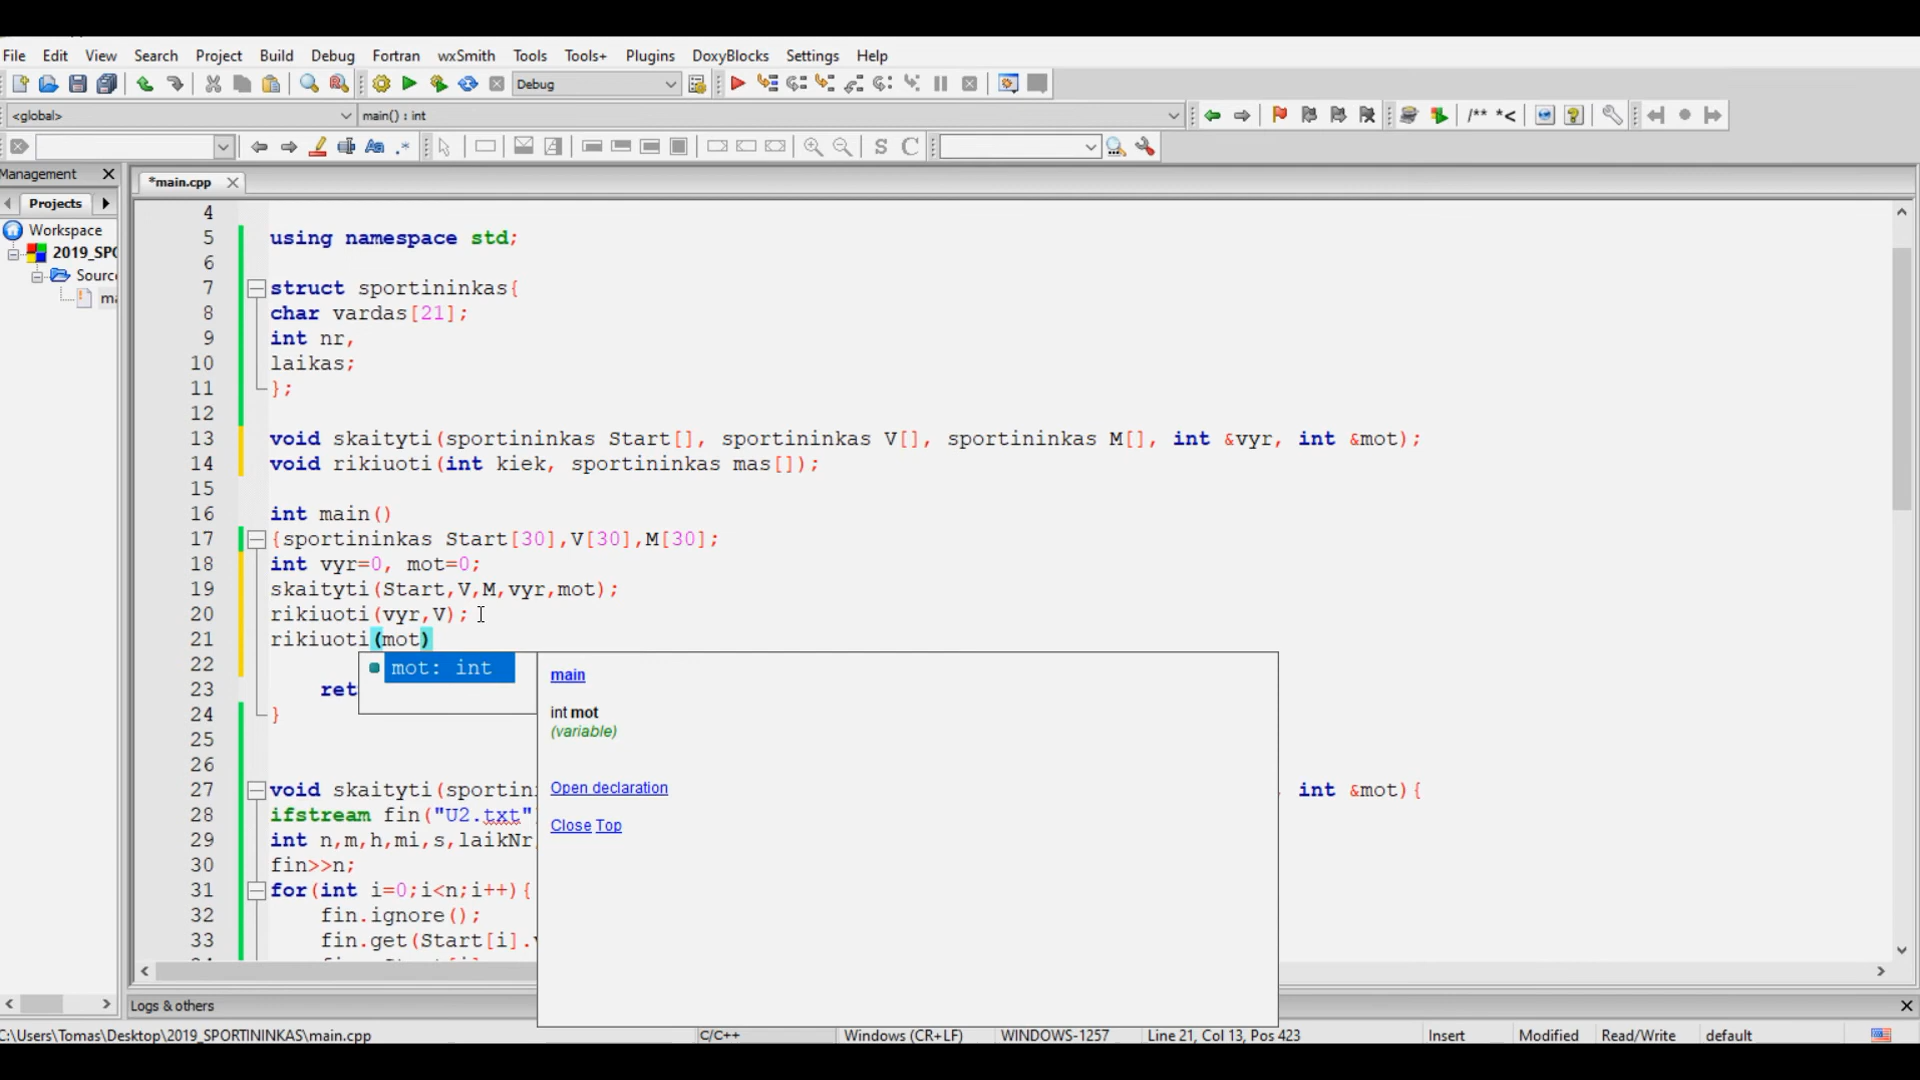 File Edit View Search Project Build Debug Fortran wxSmith Tools Tools+ Plugins DoxyBlocks Settings Help
Debug
<global> main() : int
/** *<
Aa .* S C
Management
*main.cpp
Projects
Workspace
2019_SPO
Sourc
ma
4
5 using namespace std;
6
7 struct sportininkas{
8 char vardas[21];
9 int nr,
10 laikas;
11 };
12
13 void skaityti(sportininkas Start[], sportininkas V[], sportininkas M[], int &vyr, int &mot);
14 void rikiuoti(int kiek, sportininkas mas[]);
15
16 int main()
17 {sportininkas Start[30],V[30],M[30];
18 int vyr=0, mot=0;
19 skaityti(Start,V,M,vyr,mot);
20 rikiuoti(vyr,V);
21 rikiuoti(mot)
22
23 ret
24 }
25
26
27 void skaityti(sportin , int &mot){
28 ifstream fin("U2.txt"
29 int n,m,h,mi,s,laikNr
30 fin>>n;
31 for(int i=0;i<n;i++){
32 fin.ignore();
33 fin.get(Start[i].v
mot: int
main
int mot
(variable)
Open declaration
Close Top
Logs & others
C:\Users\Tomas\Desktop\2019_SPORTININKAS\main.cpp C/C++ Windows (CR+LF) WINDOWS-1257 Line 21, Col 13, Pos 423 Insert Modified Read/Write default